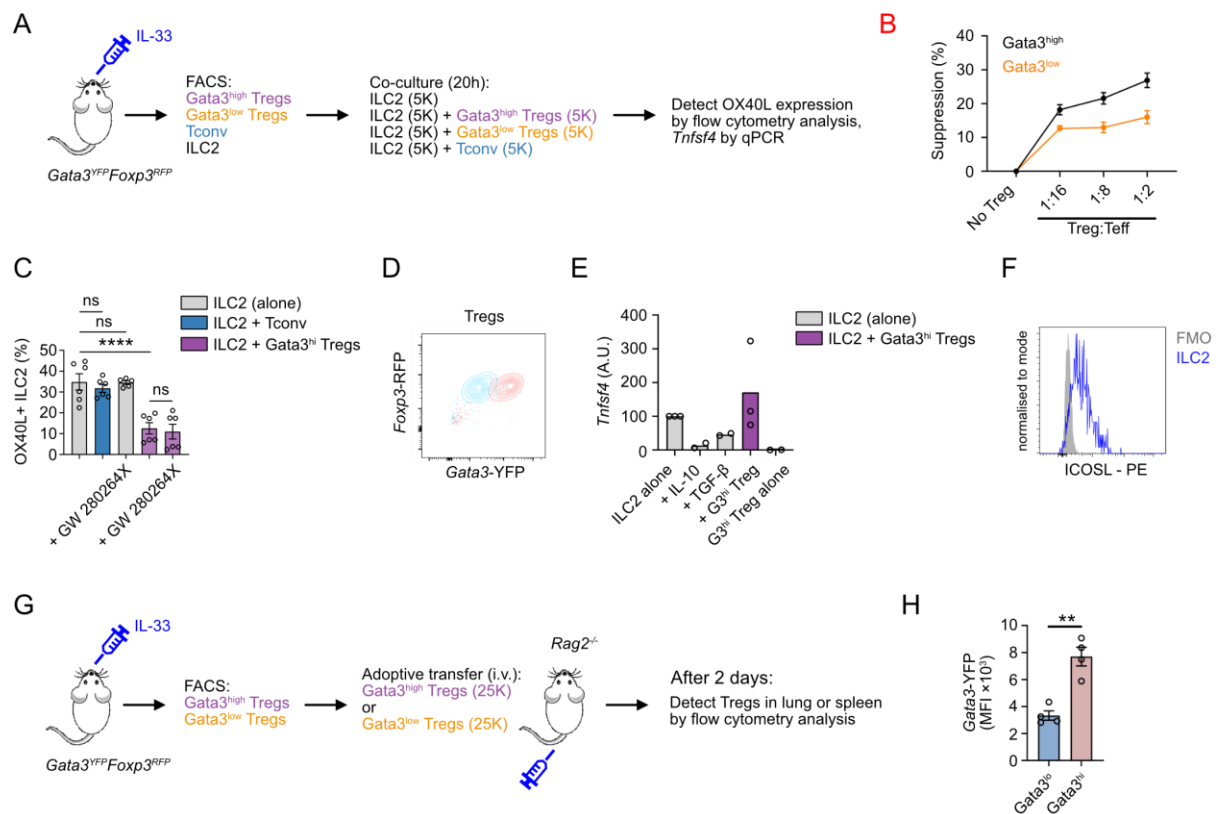 A
IL-33
Gata3YFPFoxp3RFP
FACS:
Gata3high Tregs
Gata3low Tregs
Tconv
ILC2
Co-culture (20h):
ILC2 (5K)
ILC2 (5K) + Gata3high Tregs (5K)
ILC2 (5K) + Gata3low Tregs (5K)
ILC2 (5K) + Tconv (5K)
Detect OX40L expression
by flow cytometry analysis,
Tnfsf4 by qPCR
B
Suppression (%)
40
30
20
10
0
Gata3high
Gata3low
No Treg
1:16
1:8
1:2
Treg:Teff
C
OX40L+ ILC2 (%)
50
40
30
20
10
0
ns
ns
****
ns
+ GW 280264X
+ GW 280264X
ILC2 (alone)
ILC2 + Tconv
ILC2 + Gata3hi Tregs
D
Tregs
Foxp3-RFP
Gata3-YFP
E
Tnfsf4 (A.U.)
400
300
200
100
0
ILC2 alone
+ IL-10
+ TGF-β
+ G3hi Treg
G3hi Treg alone
ILC2 (alone)
ILC2 + Gata3hi Tregs
F
normalised to mode
ICOSL - PE
FMO
ILC2
G
IL-33
Gata3YFPFoxp3RFP
FACS:
Gata3high Tregs
Gata3low Tregs
Adoptive transfer (i.v.):
Gata3high Tregs (25K)
or
Gata3low Tregs (25K)
Rag2-/-
After 2 days:
Detect Tregs in lung or spleen
by flow cytometry analysis
H
Gata3-YFP
(MFI ×10³)
10
8
6
4
2
0
**
Gata3lo
Gata3hi